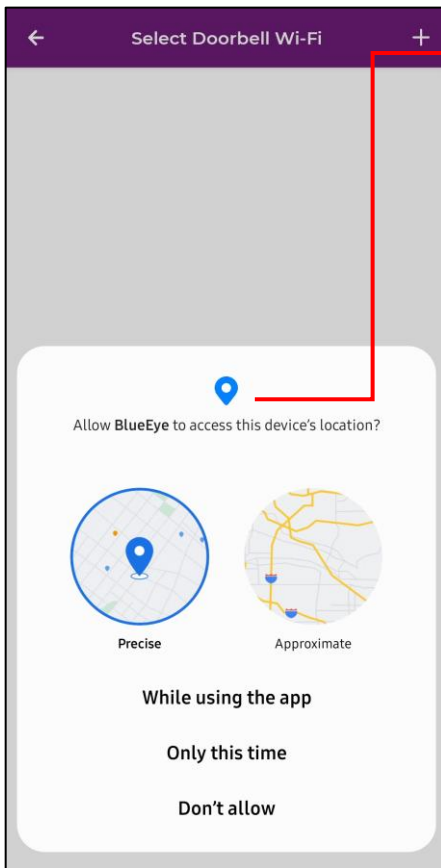 Select Doorbell Wi-Fi
Allow BlueEye to access this device's location?
Precise
Approximate
While using the app
Only this time
Don't allow